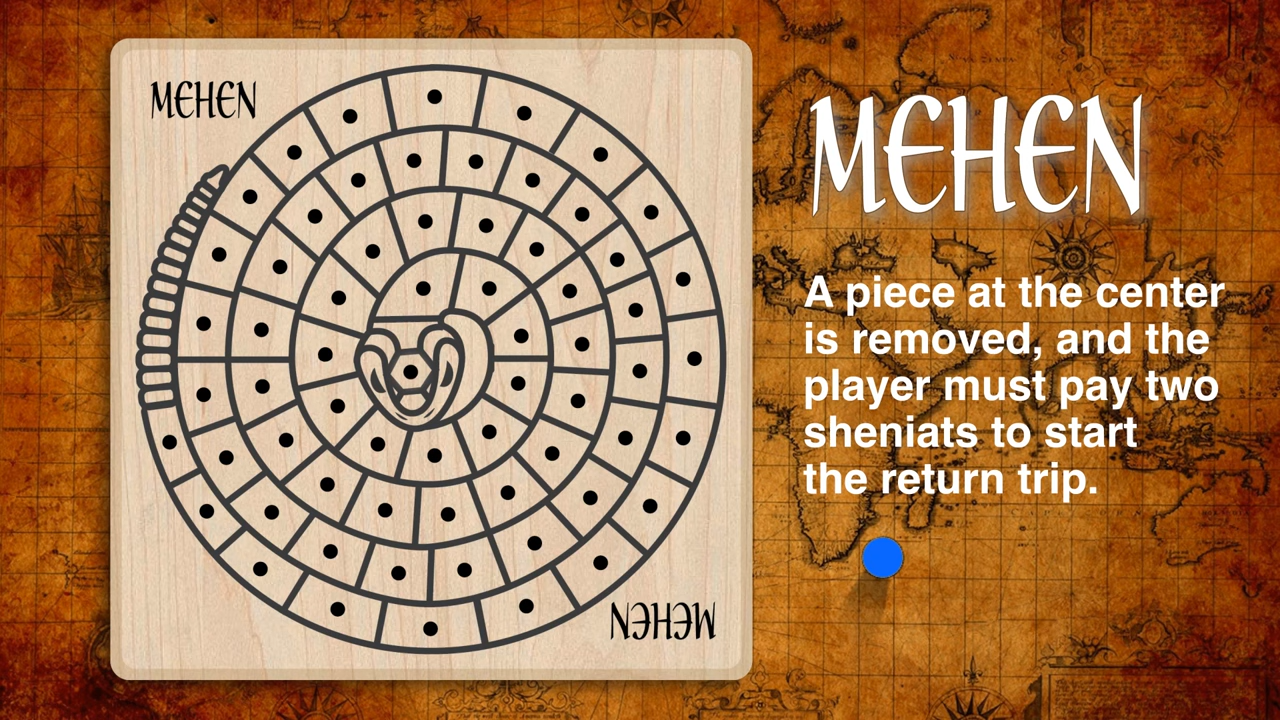 MEHEN
MEHEN
A piece at the center
is removed, and the
player must pay two
sheniats to start
the return trip.
MEHEN